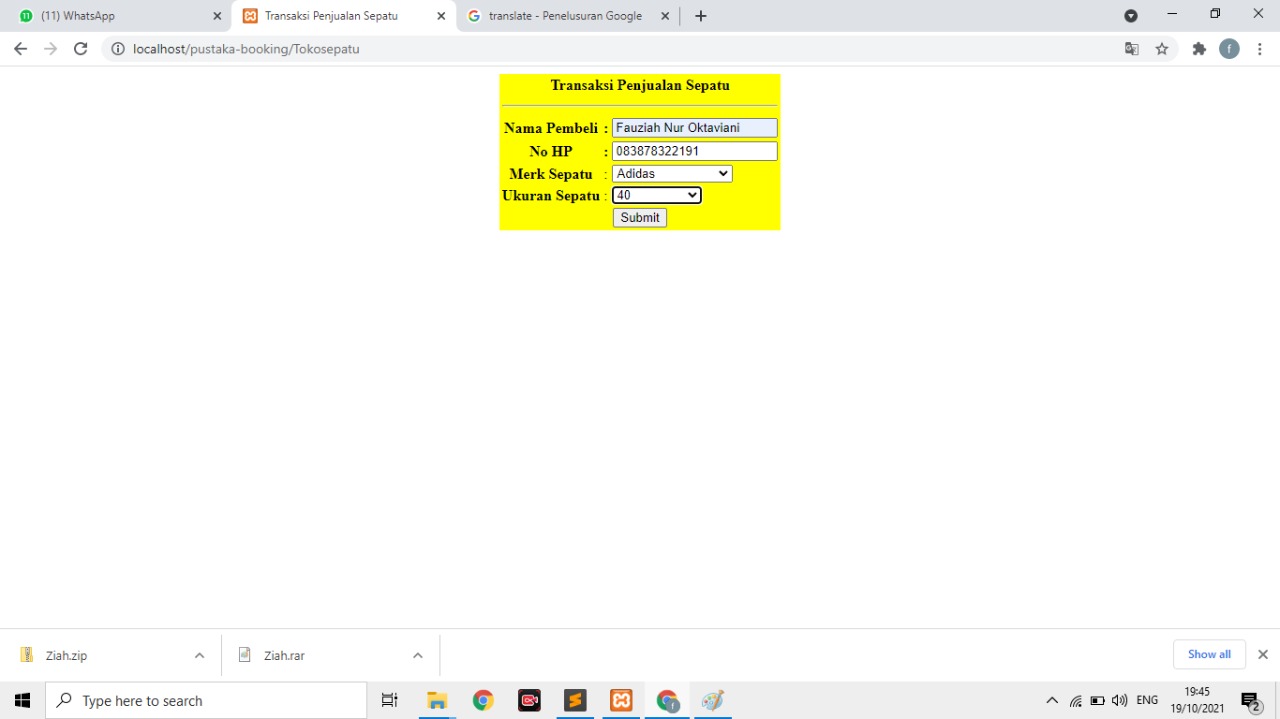 (11) WhatsApp
Transaksi Penjualan Sepatu
translate - Penelusuran Google
localhost/pustaka-booking/Tokosepatu
f
Transaksi Penjualan Sepatu
Nama Pembeli : Fauziah Nur Oktaviani
No HP : 083878322191
Merk Sepatu : Adidas
Ukuran Sepatu : 40
Submit
Ziah.zip
Ziah.rar
Show all
Type here to search
f
ENG
19:45
19/10/2021
2